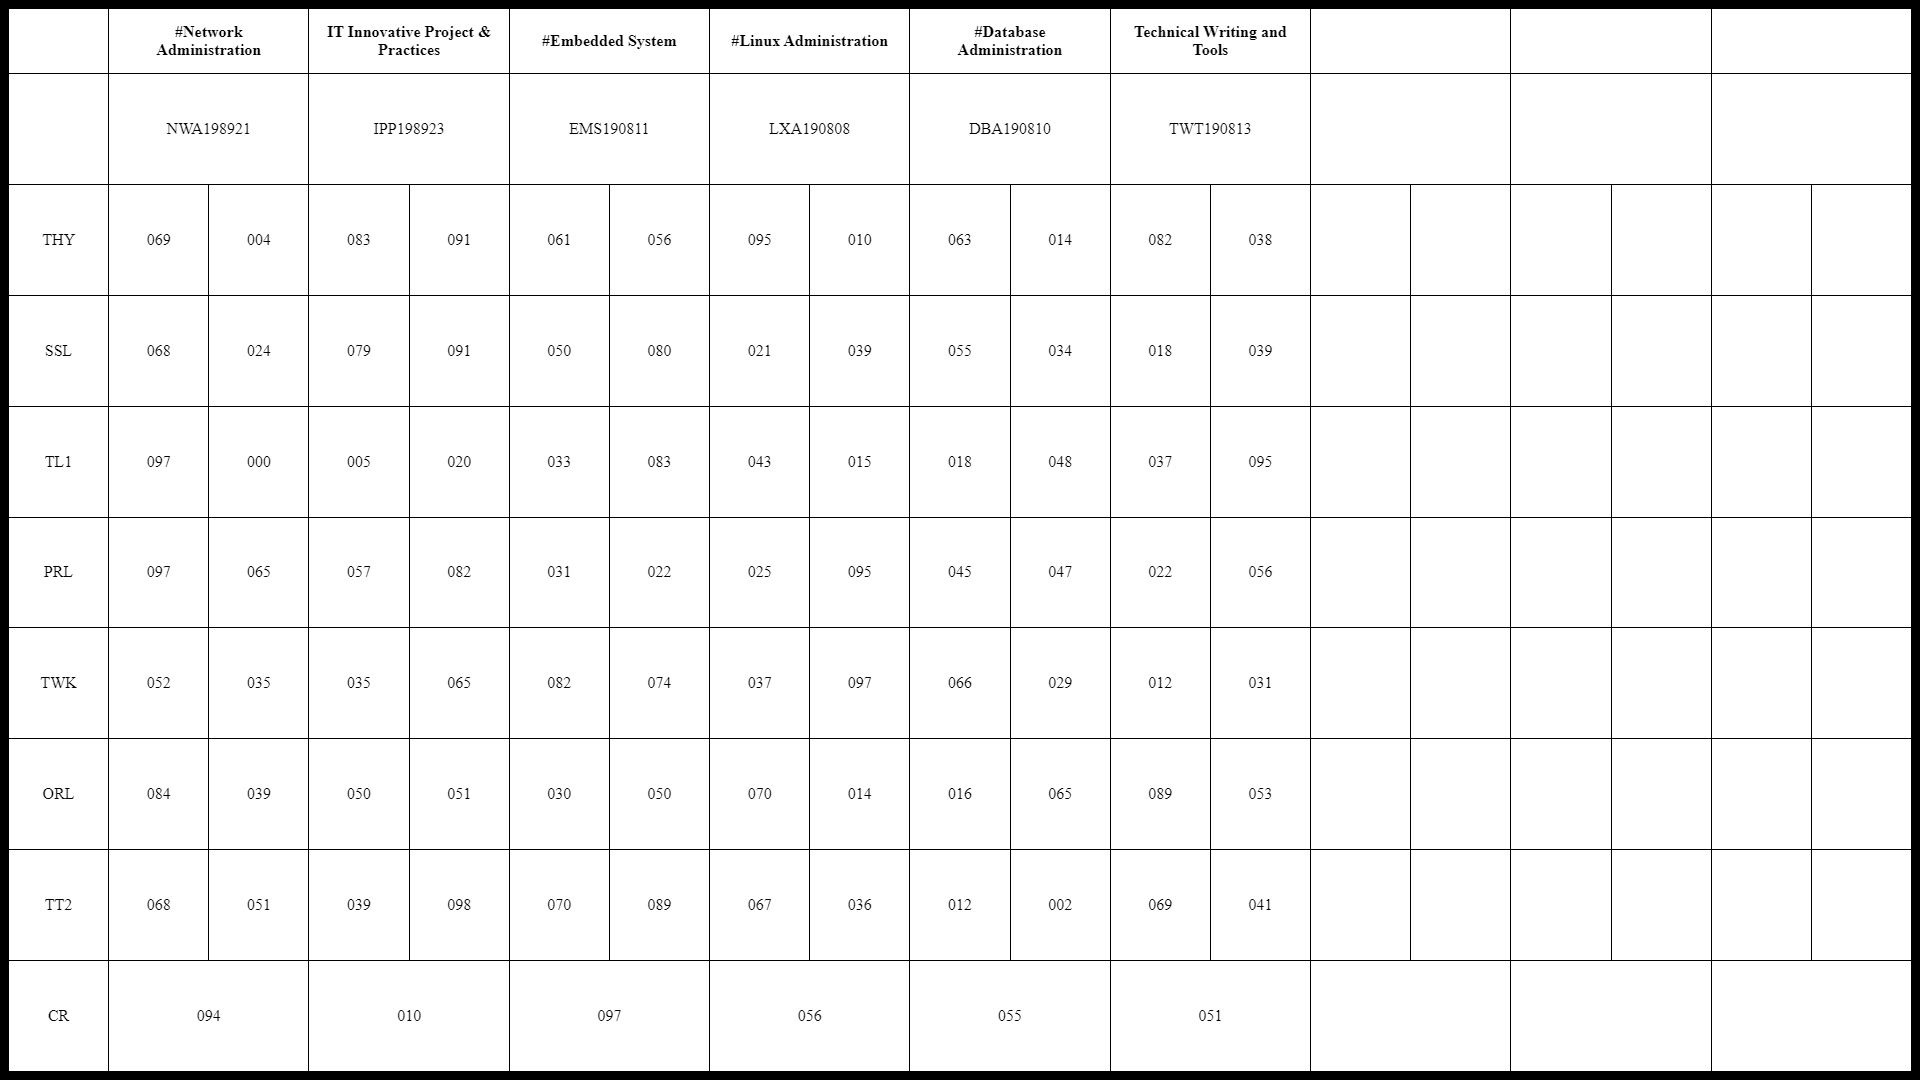 #Network Administration IT Innovative Project & Practices #Embedded System #Linux Administration #Database Administration Technical Writing and Tools
NWA198921 IPP198923 EMS190811 LXA190808 DBA190810 TWT190813
THY 069 004 083 091 061 056 095 010 063 014 082 038
SSL 068 024 079 091 050 080 021 039 055 034 018 039
TL1 097 000 005 020 033 083 043 015 018 048 037 095
PRL 097 065 057 082 031 022 025 095 045 047 022 056
TWK 052 035 035 065 082 074 037 097 066 029 012 031
ORL 084 039 050 051 030 050 070 014 016 065 089 053
TT2 068 051 039 098 070 089 067 036 012 002 069 041
CR 094 010 097 056 055 051